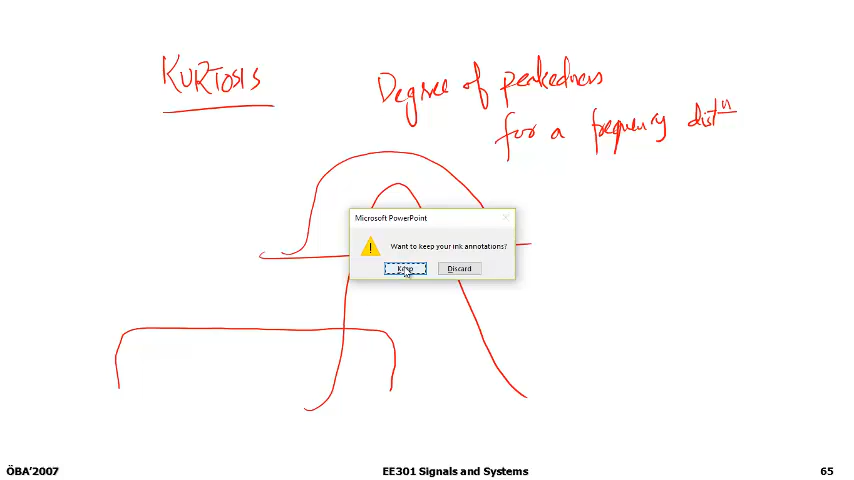 KURTOSIS
Degree of peakedness
for a frequency distn
Microsoft PowerPoint
Want to keep your ink annotations?
Keep Discard
ÖBA'2007 EE301 Signals and Systems 65